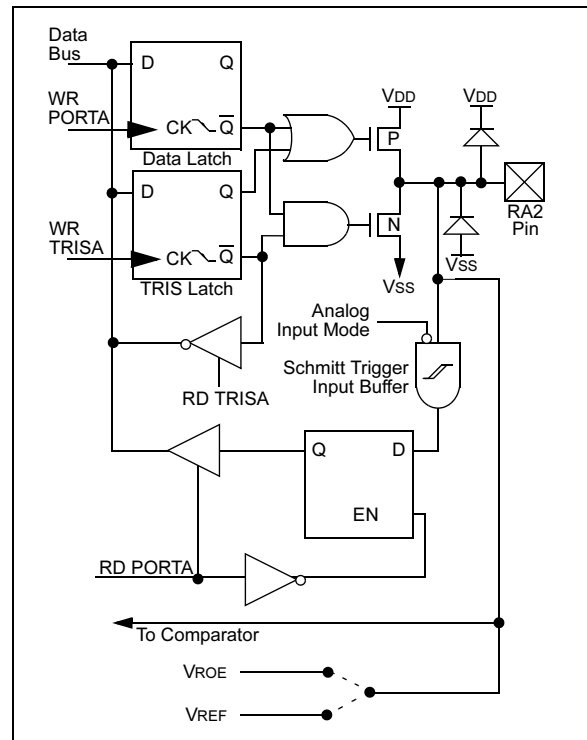 Data
Bus
D
Q
VDD
VDD
WR
PORTA
CK
Q
P
Data Latch
D
Q
RA2
Pin
WR
TRISA
N
CK
Q
VSS
VSS
TRIS Latch
Analog
Input Mode
Schmitt Trigger
Input Buffer
RD TRISA
Q
D
EN
RD PORTA
To Comparator
VROE
VREF